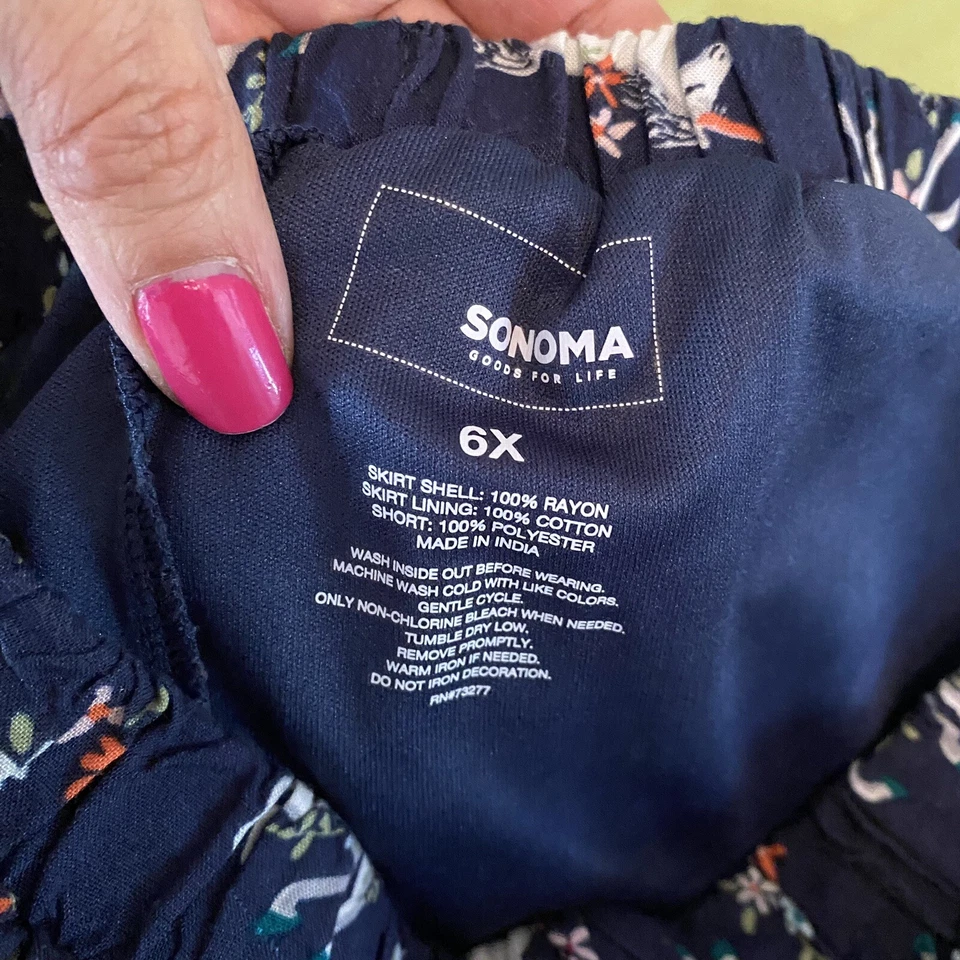 SONOMA
GOODS FOR LIFE
6X
SKIRT SHELL: 100% RAYON
SKIRT LINING: 100% COTTON
SHORT: 100% POLYESTER
MADE IN INDIA
WASH INSIDE OUT BEFORE WEARING.
MACHINE WASH COLD WITH LIKE COLORS.
GENTLE CYCLE.
ONLY NON-CHLORINE BLEACH WHEN NEEDED.
TUMBLE DRY LOW.
REMOVE PROMPTLY.
WARM IRON IF NEEDED.
DO NOT IRON DECORATION.
RN#73277